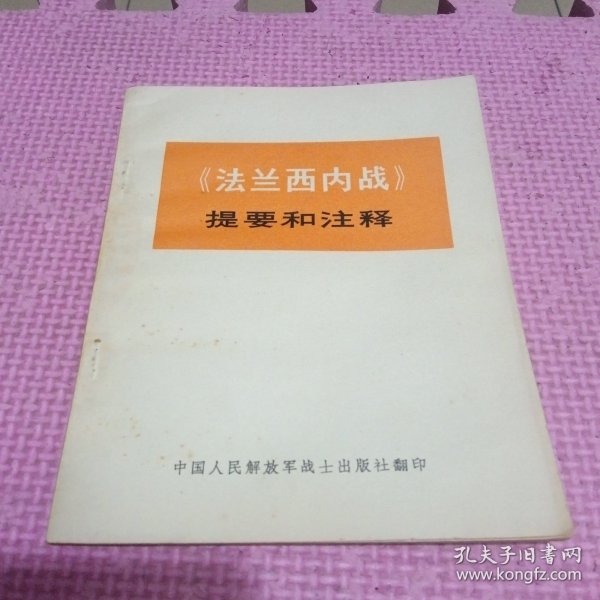 《法兰西内战》
提要和注释
中国人民解放军战士出版社翻印
孔夫子旧书网
www.kongfz.com